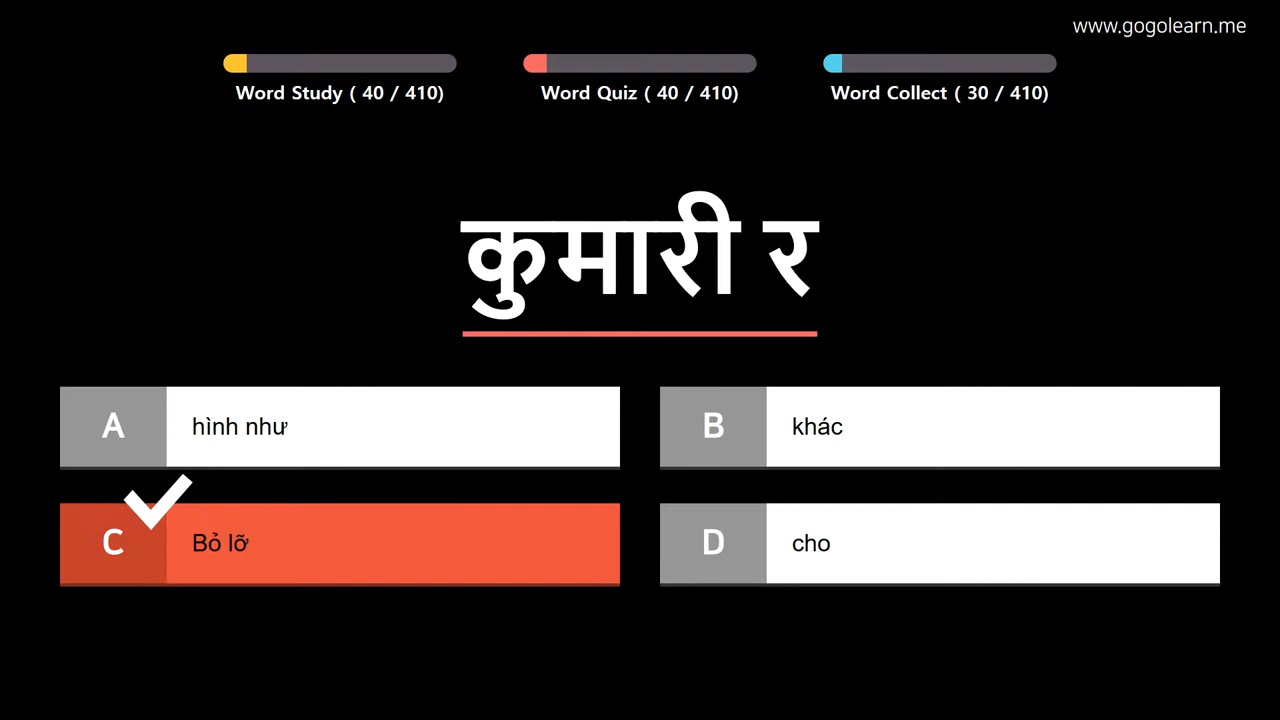 www.gogolearn.me
Word Study ( 40 / 410)
Word Quiz ( 40 / 410)
Word Collect ( 30 / 410)
कुमारी र
A
hình như
B
khác
C
Bỏ lỡ
D
cho